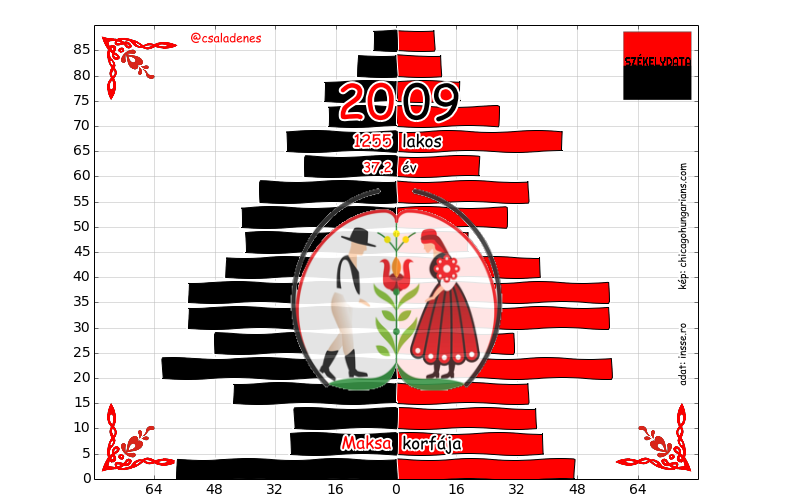 @csaladenes
SZÉKELYDATA
2009
1255 lakos
37.2 év
kép: chicagohungarians.com
adat: insse.ro
Maksa korfája
85
80
75
70
65
60
55
50
45
40
35
30
25
20
15
10
5
0
64 48 32 16 0 16 32 48 64